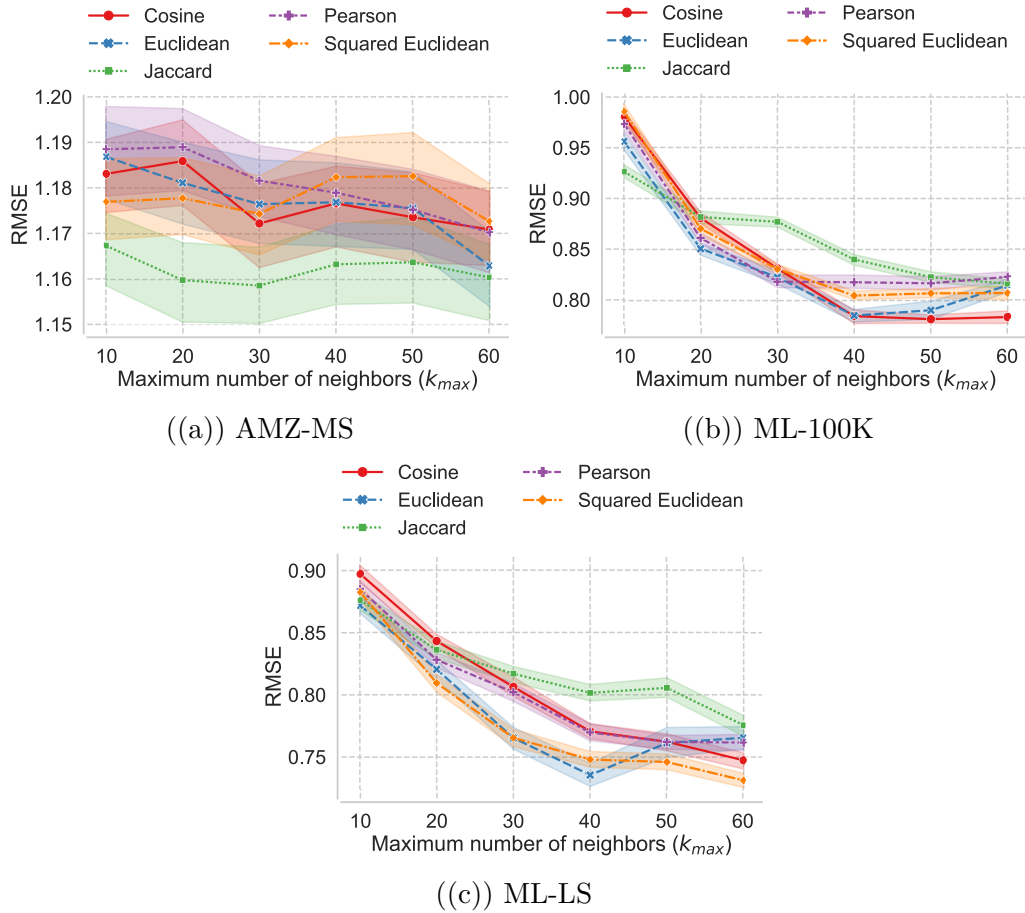 Cosine
Euclidean
Jaccard
Pearson
Squared Euclidean
1.20
1.19
1.18
1.17
1.16
1.15
RMSE
10 20 30 40 50 60
Maximum number of neighbors (k_max)
((a)) AMZ-MS
Cosine
Euclidean
Jaccard
Pearson
Squared Euclidean
1.00
0.95
0.90
0.85
0.80
RMSE
10 20 30 40 50 60
Maximum number of neighbors (k_max)
((b)) ML-100K
Cosine
Euclidean
Jaccard
Pearson
Squared Euclidean
0.90
0.85
0.80
0.75
RMSE
10 20 30 40 50 60
Maximum number of neighbors (k_max)
((c)) ML-LS